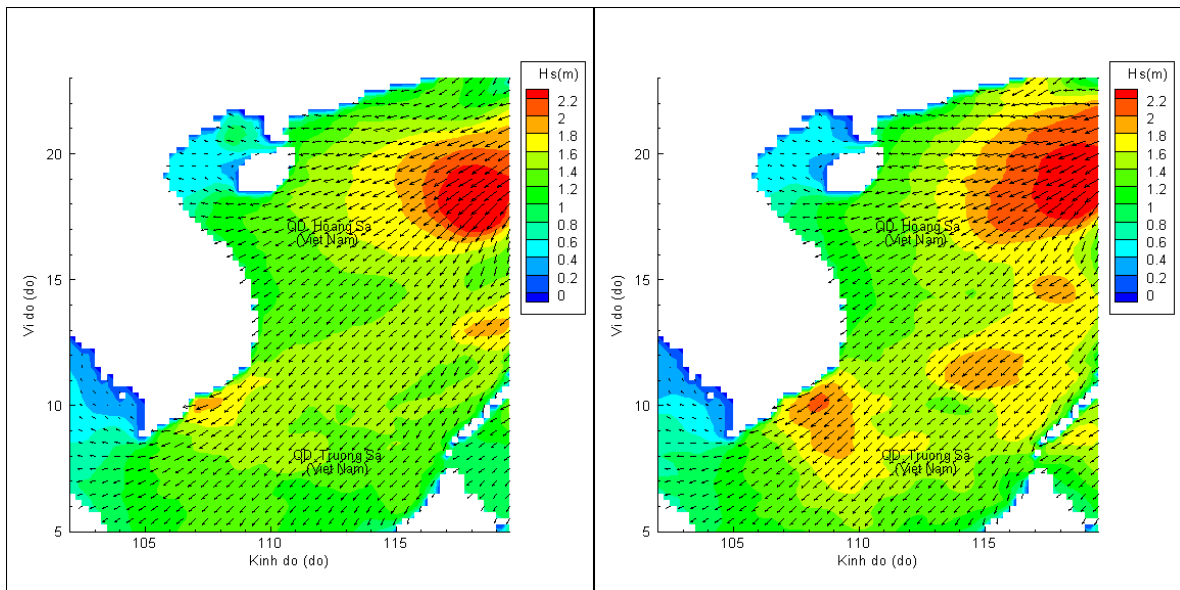 Hs(m)
2.2
2
1.8
1.6
1.4
1.2
1
0.8
0.6
0.4
0.2
0
20
15
10
5
105
110
115
Vi do (do)
Kinh do (do)
QD. Hoang Sa
(Viet Nam)
QD. Truong Sa
(Viet Nam)
Hs(m)
2.2
2
1.8
1.6
1.4
1.2
1
0.8
0.6
0.4
0.2
0
20
15
10
5
105
110
115
Vi do (do)
Kinh do (do)
QD. Hoang Sa
(Viet Nam)
QD. Truong Sa
(Viet Nam)